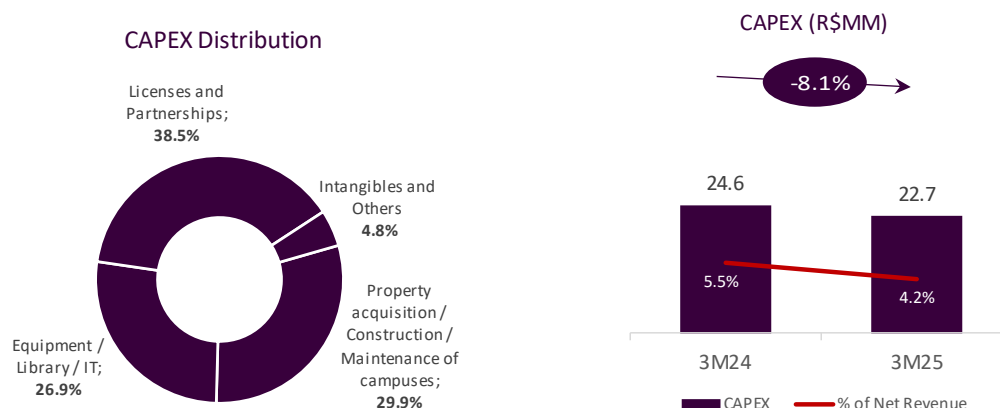 CAPEX Distribution
Licenses and
Partnerships;
38.5%
Intangibles and
Others
4.8%
Property
acquisition /
Construction /
Maintenance of
campuses;
29.9%
Equipment /
Library / IT;
26.9%
CAPEX (R$MM)
-8.1%
24.6
22.7
5.5%
4.2%
3M24
3M25
CAPEX
% of Net Revenue